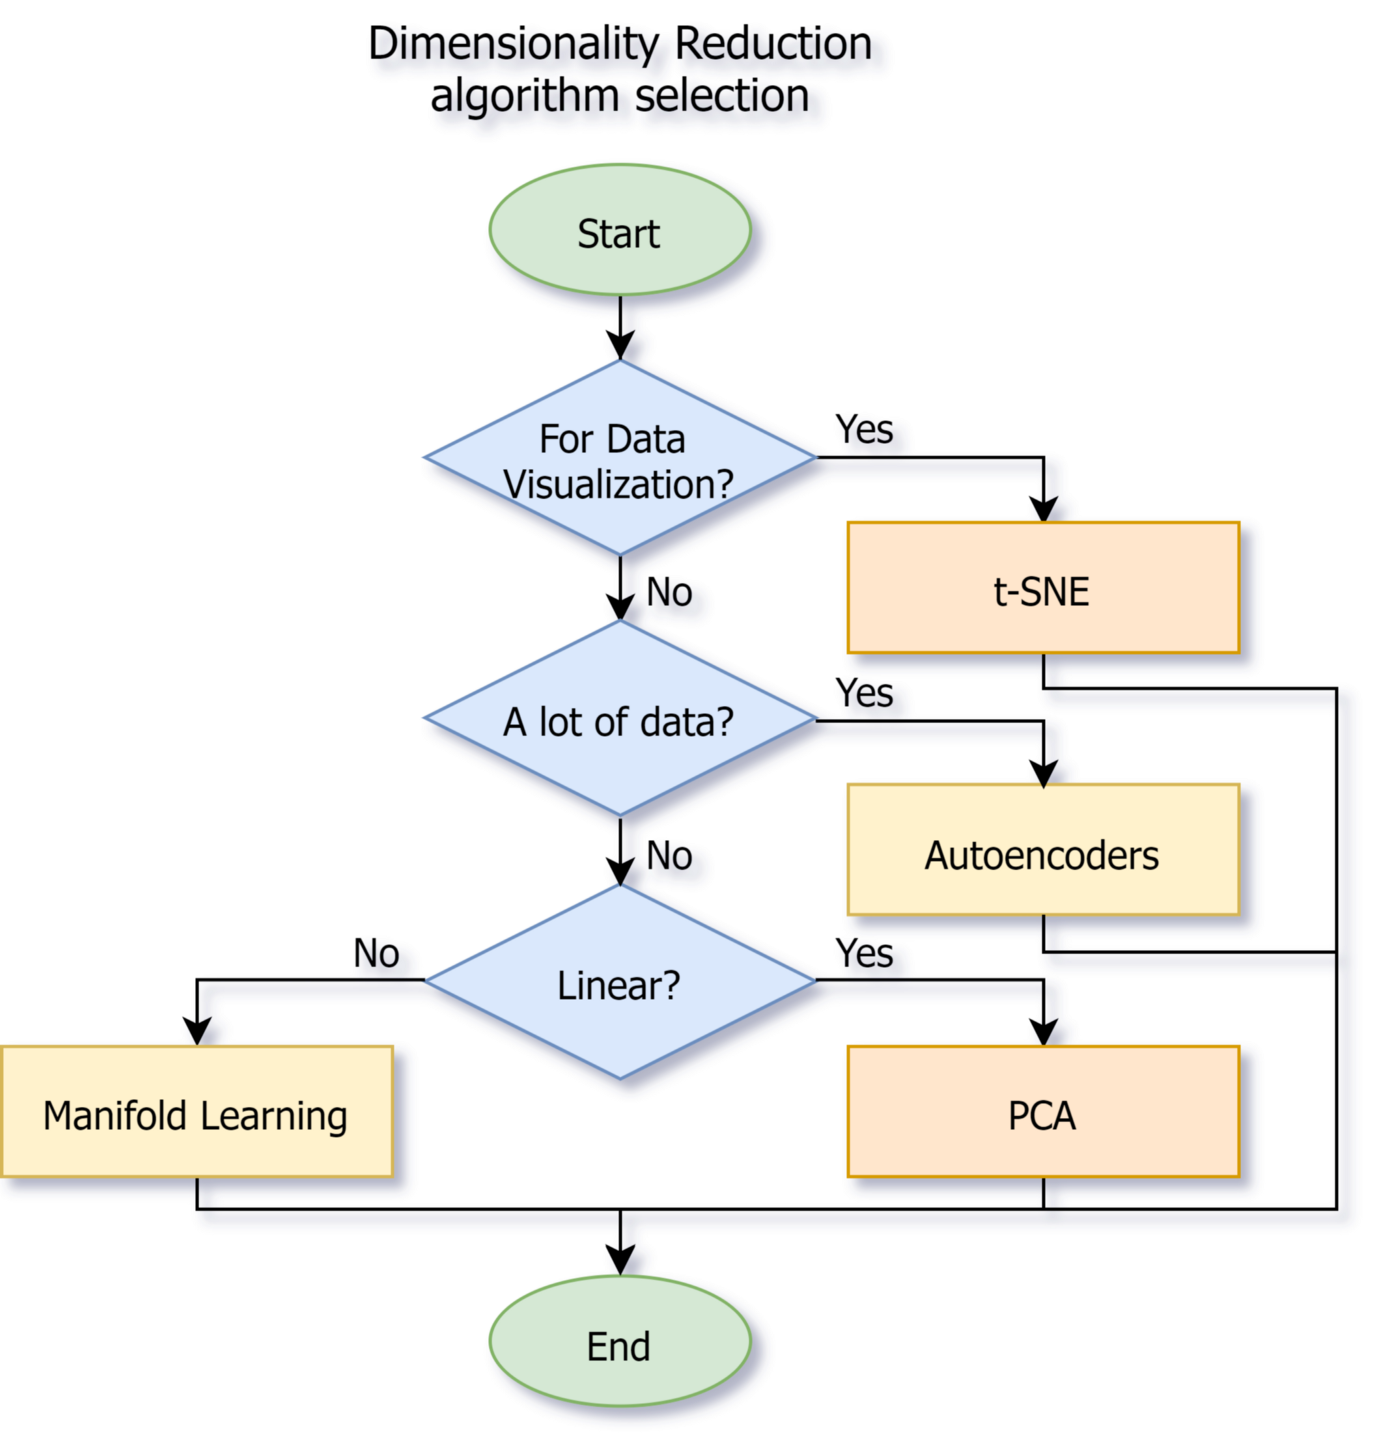 Dimensionality Reduction
algorithm selection
Start
For Data
Visualization?
Yes
t-SNE
No
A lot of data?
Yes
Autoencoders
No
Linear?
No
Yes
Manifold Learning
PCA
End